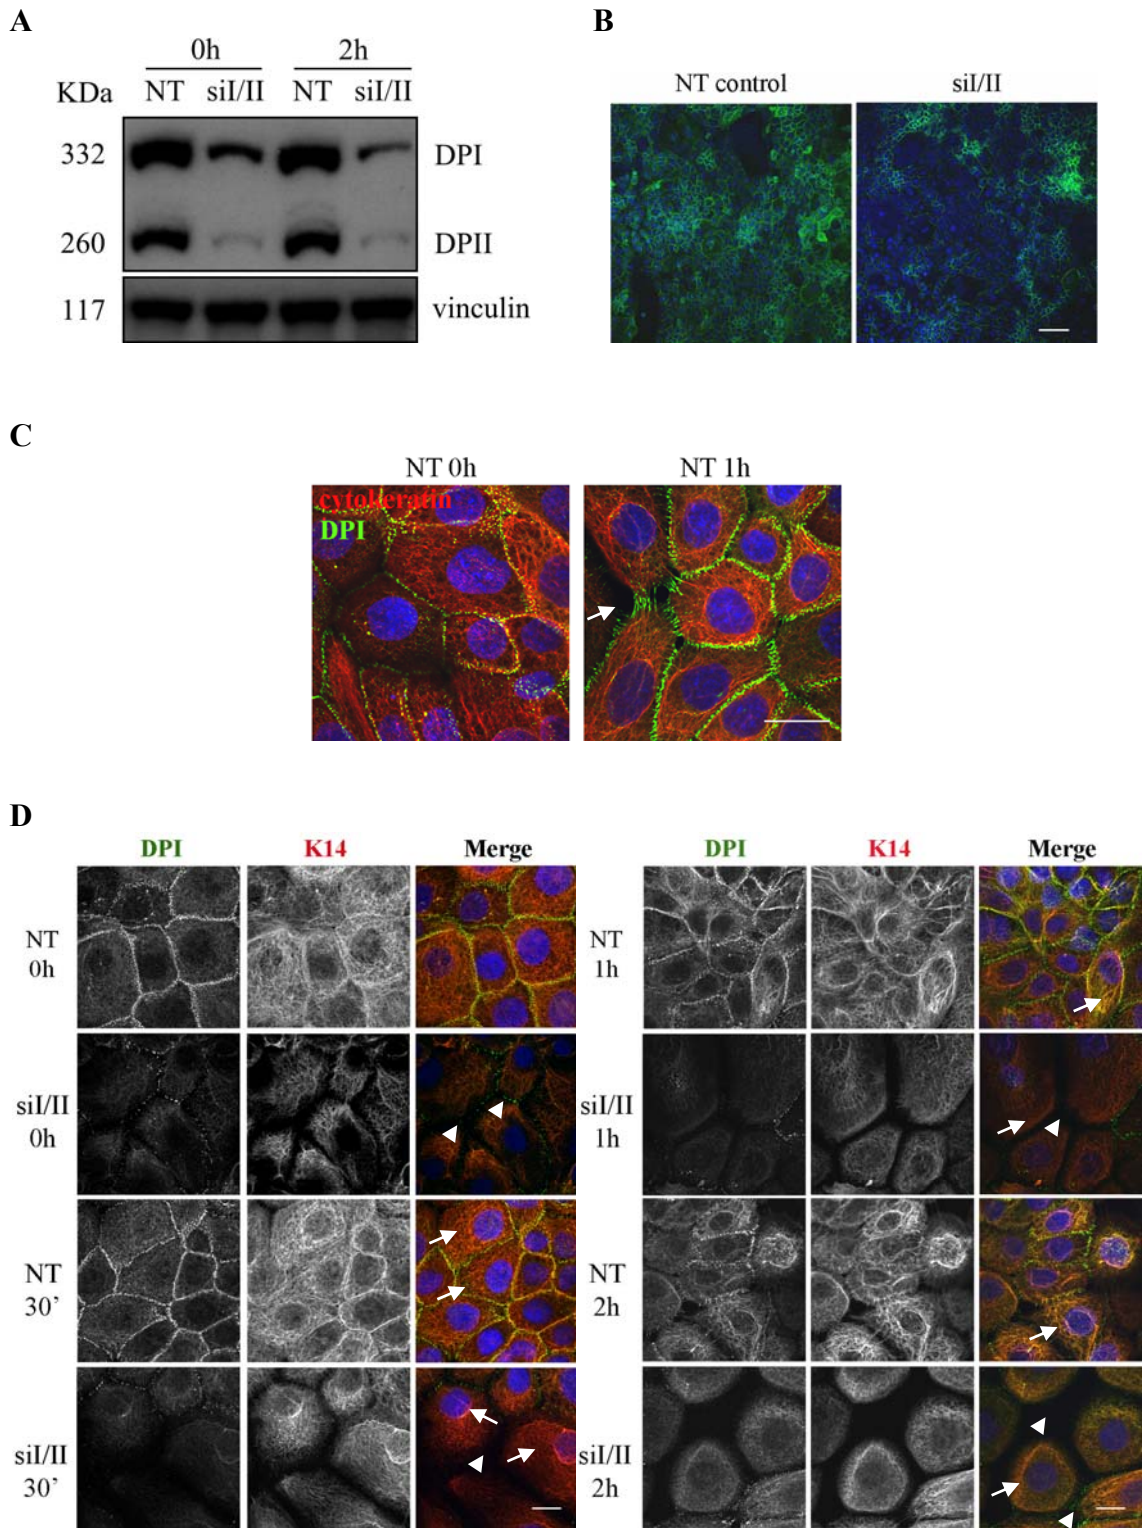 A
0h 2h
KDa NT siI/II NT siI/II
332 DPI
260 DPII
117 vinculin
B
NT control siI/II
C
NT 0h NT 1h
cytokeratin
DPI
D
DPI K14 Merge DPI K14 Merge
NT
0h
NT
1h
siI/II
0h
siI/II
1h
NT
30’
NT
2h
siI/II
30’
siI/II
2h